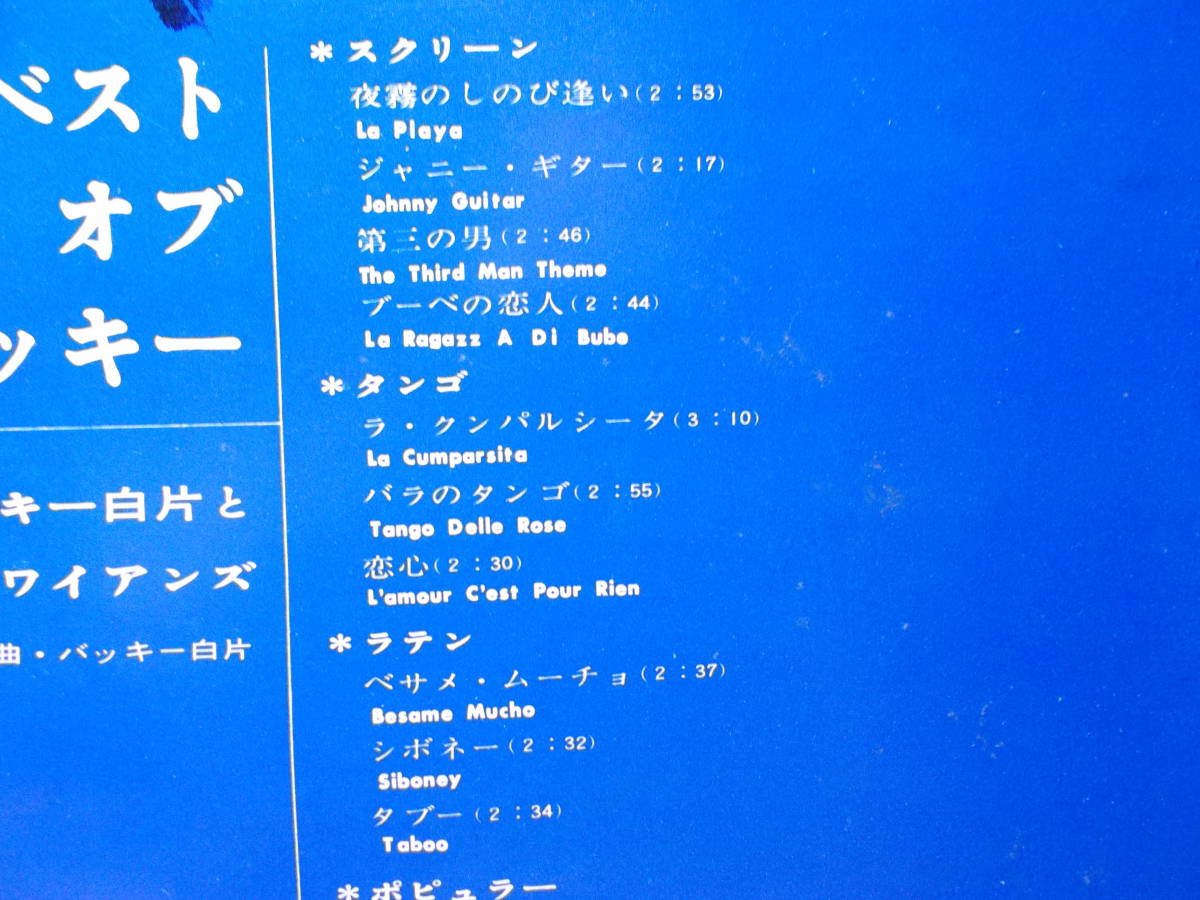 ベスト
オブ
ッキー
キー白片と
ワイアンズ
曲・バッキー白片
*スクリーン
夜霧のしのび逢い(2:53)
La Playa
ジャニー・ギター(2:17)
Johnny Guitar
第三の男(2:46)
The Third Man Theme
ブーベの恋人(2:44)
La Ragazz A Di Bube
*タンゴ
ラ・クンパルシータ(3:10)
La Cumparsita
バラのタンゴ(2:55)
Tango Delle Rose
恋心(2:30)
L'amour C'est Pour Rien
*ラテン
ベサメ・ムーチョ(2:37)
Besame Mucho
シボネー(2:32)
Siboney
タブー(2:34)
Taboo
*ポピュラー